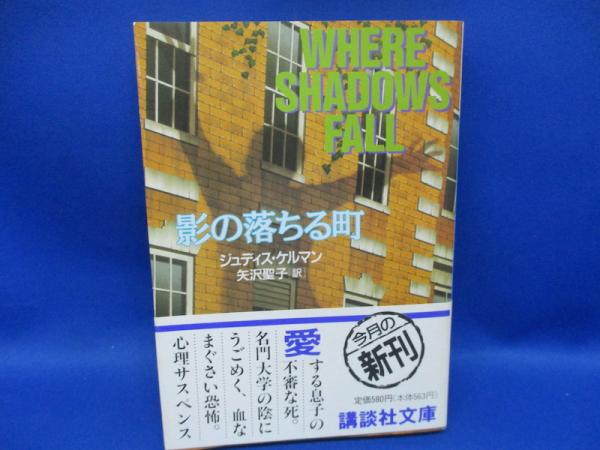 WHERE
SHADOWS
FALL
影の落ちる町
ジュディス・ケルマン
矢沢聖子 訳
愛する息子の
不審な死。
名門大学の陰に
うごめく、血な
まぐさい恐怖。
心理サスペンス
今月の
新刊
定価580円(本体563円)
講談社文庫